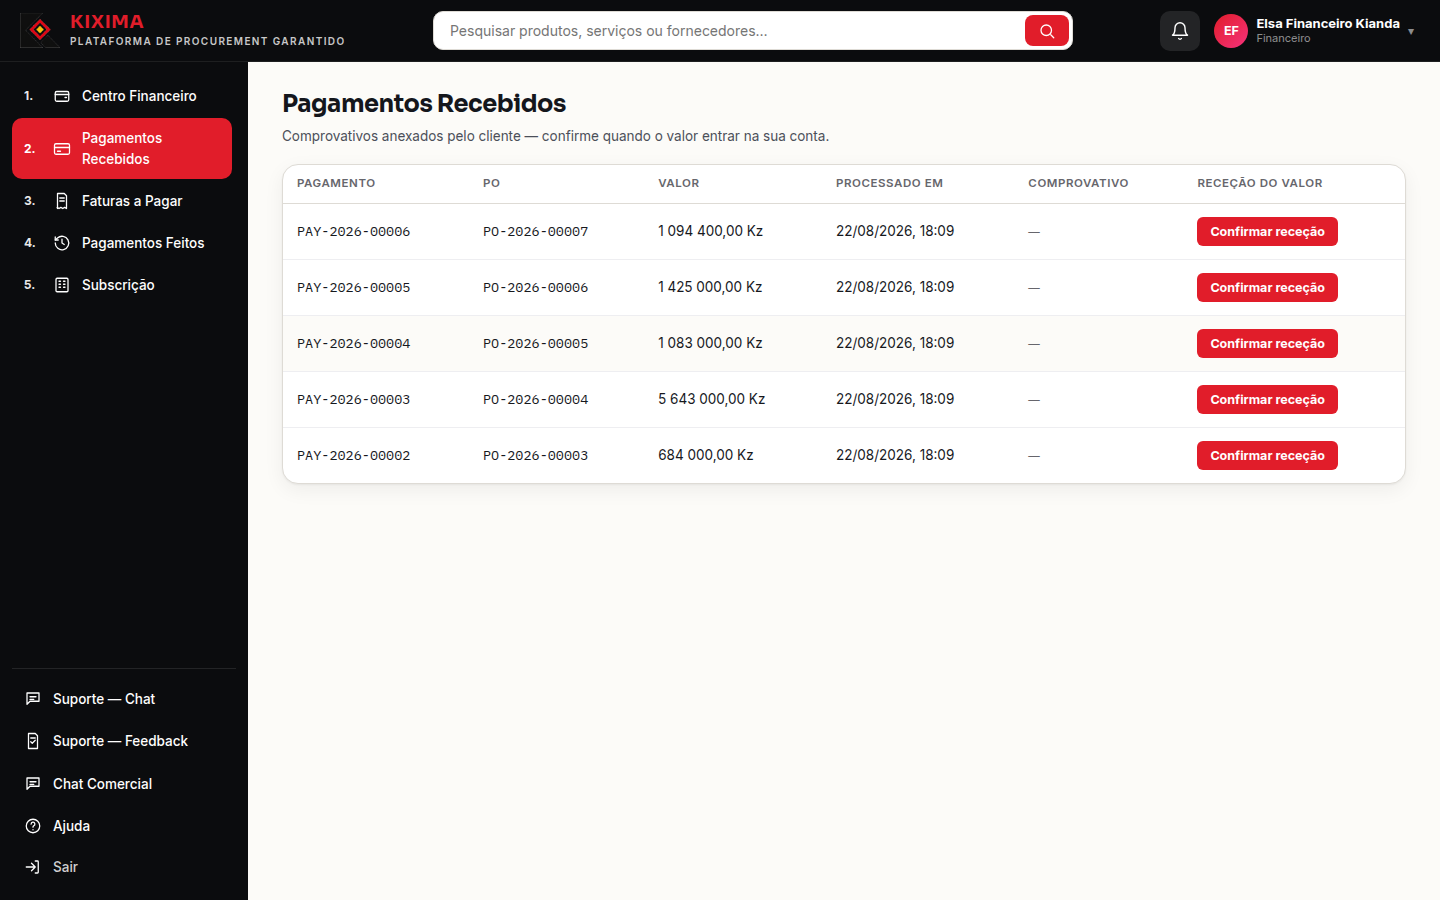 KIXIMA
PLATAFORMA DE PROCUREMENT GARANTIDO
Pesquisar produtos, serviços ou fornecedores...
EF
Elsa Financeiro Kianda
Financeiro
1. Centro Financeiro
2. Pagamentos Recebidos
3. Faturas a Pagar
4. Pagamentos Feitos
5. Subscrição
Suporte — Chat
Suporte — Feedback
Chat Comercial
Ajuda
Sair
Pagamentos Recebidos
Comprovativos anexados pelo cliente — confirme quando o valor entrar na sua conta.
PAGAMENTO PO VALOR PROCESSADO EM COMPROVATIVO RECEÇÃO DO VALOR
PAY-2026-00006 PO-2026-00007 1 094 400,00 Kz 22/08/2026, 18:09 — Confirmar receção
PAY-2026-00005 PO-2026-00006 1 425 000,00 Kz 22/08/2026, 18:09 — Confirmar receção
PAY-2026-00004 PO-2026-00005 1 083 000,00 Kz 22/08/2026, 18:09 — Confirmar receção
PAY-2026-00003 PO-2026-00004 5 643 000,00 Kz 22/08/2026, 18:09 — Confirmar receção
PAY-2026-00002 PO-2026-00003 684 000,00 Kz 22/08/2026, 18:09 — Confirmar receção